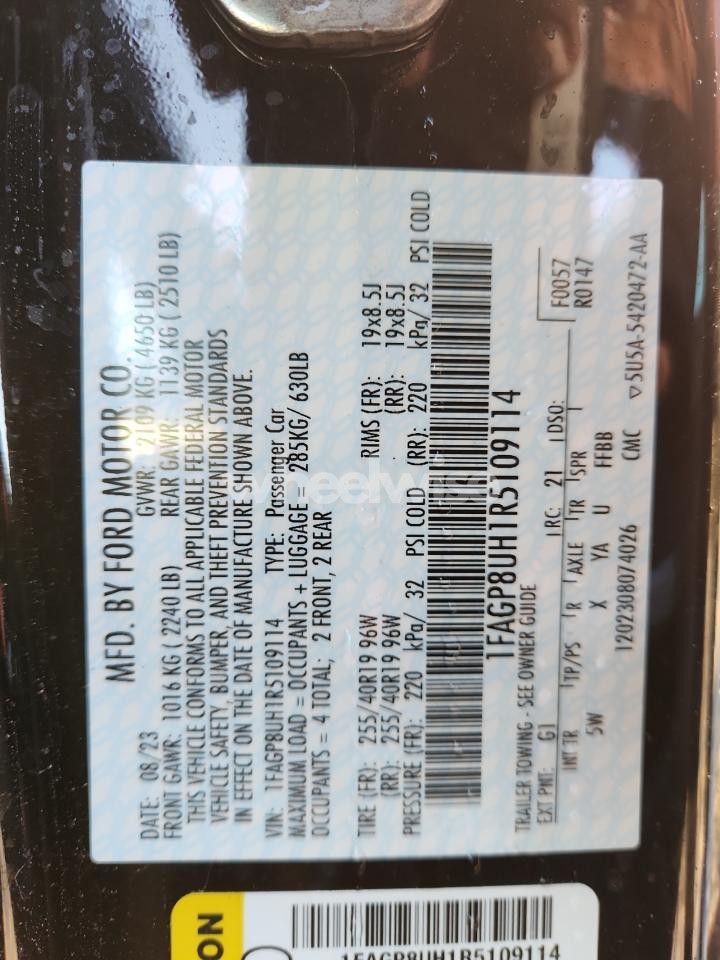 MFD. BY FORD MOTOR CO.
DATE: 08/23 GVWR: 2109 KG ( 4650 LB)
FRONT GAWR: 1016 KG ( 2240 LB) REAR GAWR: 1139 KG ( 2510 LB)
THIS VEHICLE CONFORMS TO ALL APPLICABLE FEDERAL MOTOR
VEHICLE SAFETY, BUMPER, AND THEFT PREVENTION STANDARDS
IN EFFECT ON THE DATE OF MANUFACTURE SHOWN ABOVE.
VIN: 1FAGP8UH1R5109114 TYPE: Passenger Car
MAXIMUM LOAD = OCCUPANTS + LUGGAGE = 285KG/ 630LB
OCCUPANTS = 4 TOTAL; 2 FRONT, 2 REAR
TIRE (FR): 255/40R19 96W RIMS (FR): 19x8.5J
(RR): 255/40R19 96W (RR): 19x8.5J
PRESSURE (FR): 220 kPa/ 32 PSI COLD (RR): 220 kPa/ 32 PSI COLD
1FAGP8UH1R5109114
TRAILER TOWING - SEE OWNER GUIDE F0057
EXT PNT: G1 RC: 21 DSO: R0147
INT TR TP/PS R AXLE TR SPR
5W X YA U FFBB
1202308074026 CMC ▽5U5A-5420472-AA
ON
1FAGP8UH1R5109114